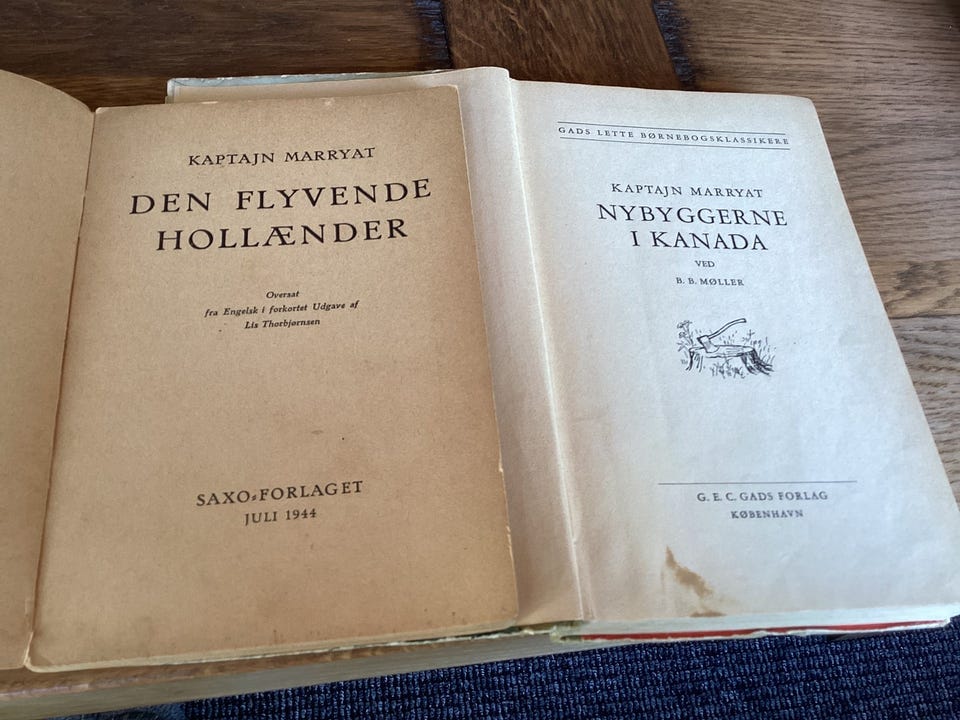 KAPTAJN MARRYAT
DEN FLYVENDE
HOLLÆNDER
Oversat
fra Engelsk i forkortet Udgave af
Lis Thorbjørnsen
SAXO-FORLAGET
JULI 1944
GADS LETTE BØRNEBOGSKLASSIKERE
KAPTAJN MARRYAT
NYBYGGERNE
I KANADA
VED
B. B. MØLLER
G. E. C. GADS FORLAG
KØBENHAVN